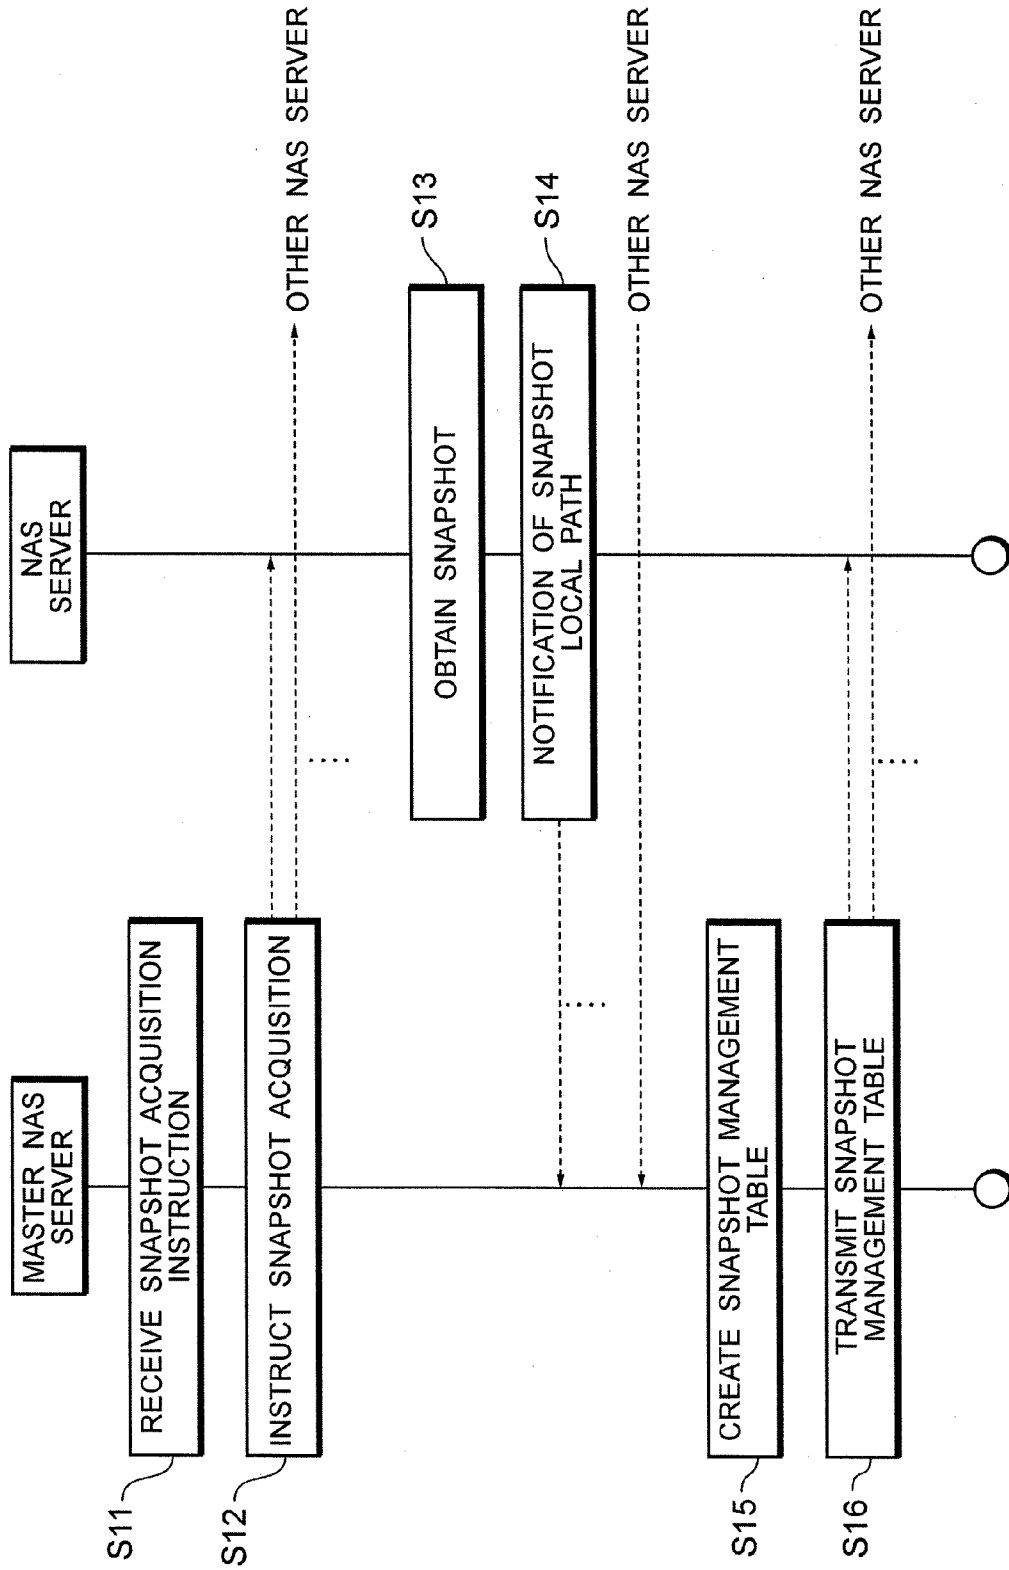 MASTER NAS
SERVER
NAS
SERVER
S11
RECEIVE SNAPSHOT ACQUISITION
INSTRUCTION
S12
INSTRUCT SNAPSHOT ACQUISITION
OTHER NAS SERVER
OBTAIN SNAPSHOT
S13
NOTIFICATION OF SNAPSHOT
LOCAL PATH
S14
OTHER NAS SERVER
S15
CREATE SNAPSHOT MANAGEMENT
TABLE
S16
TRANSMIT SNAPSHOT
MANAGEMENT TABLE
OTHER NAS SERVER